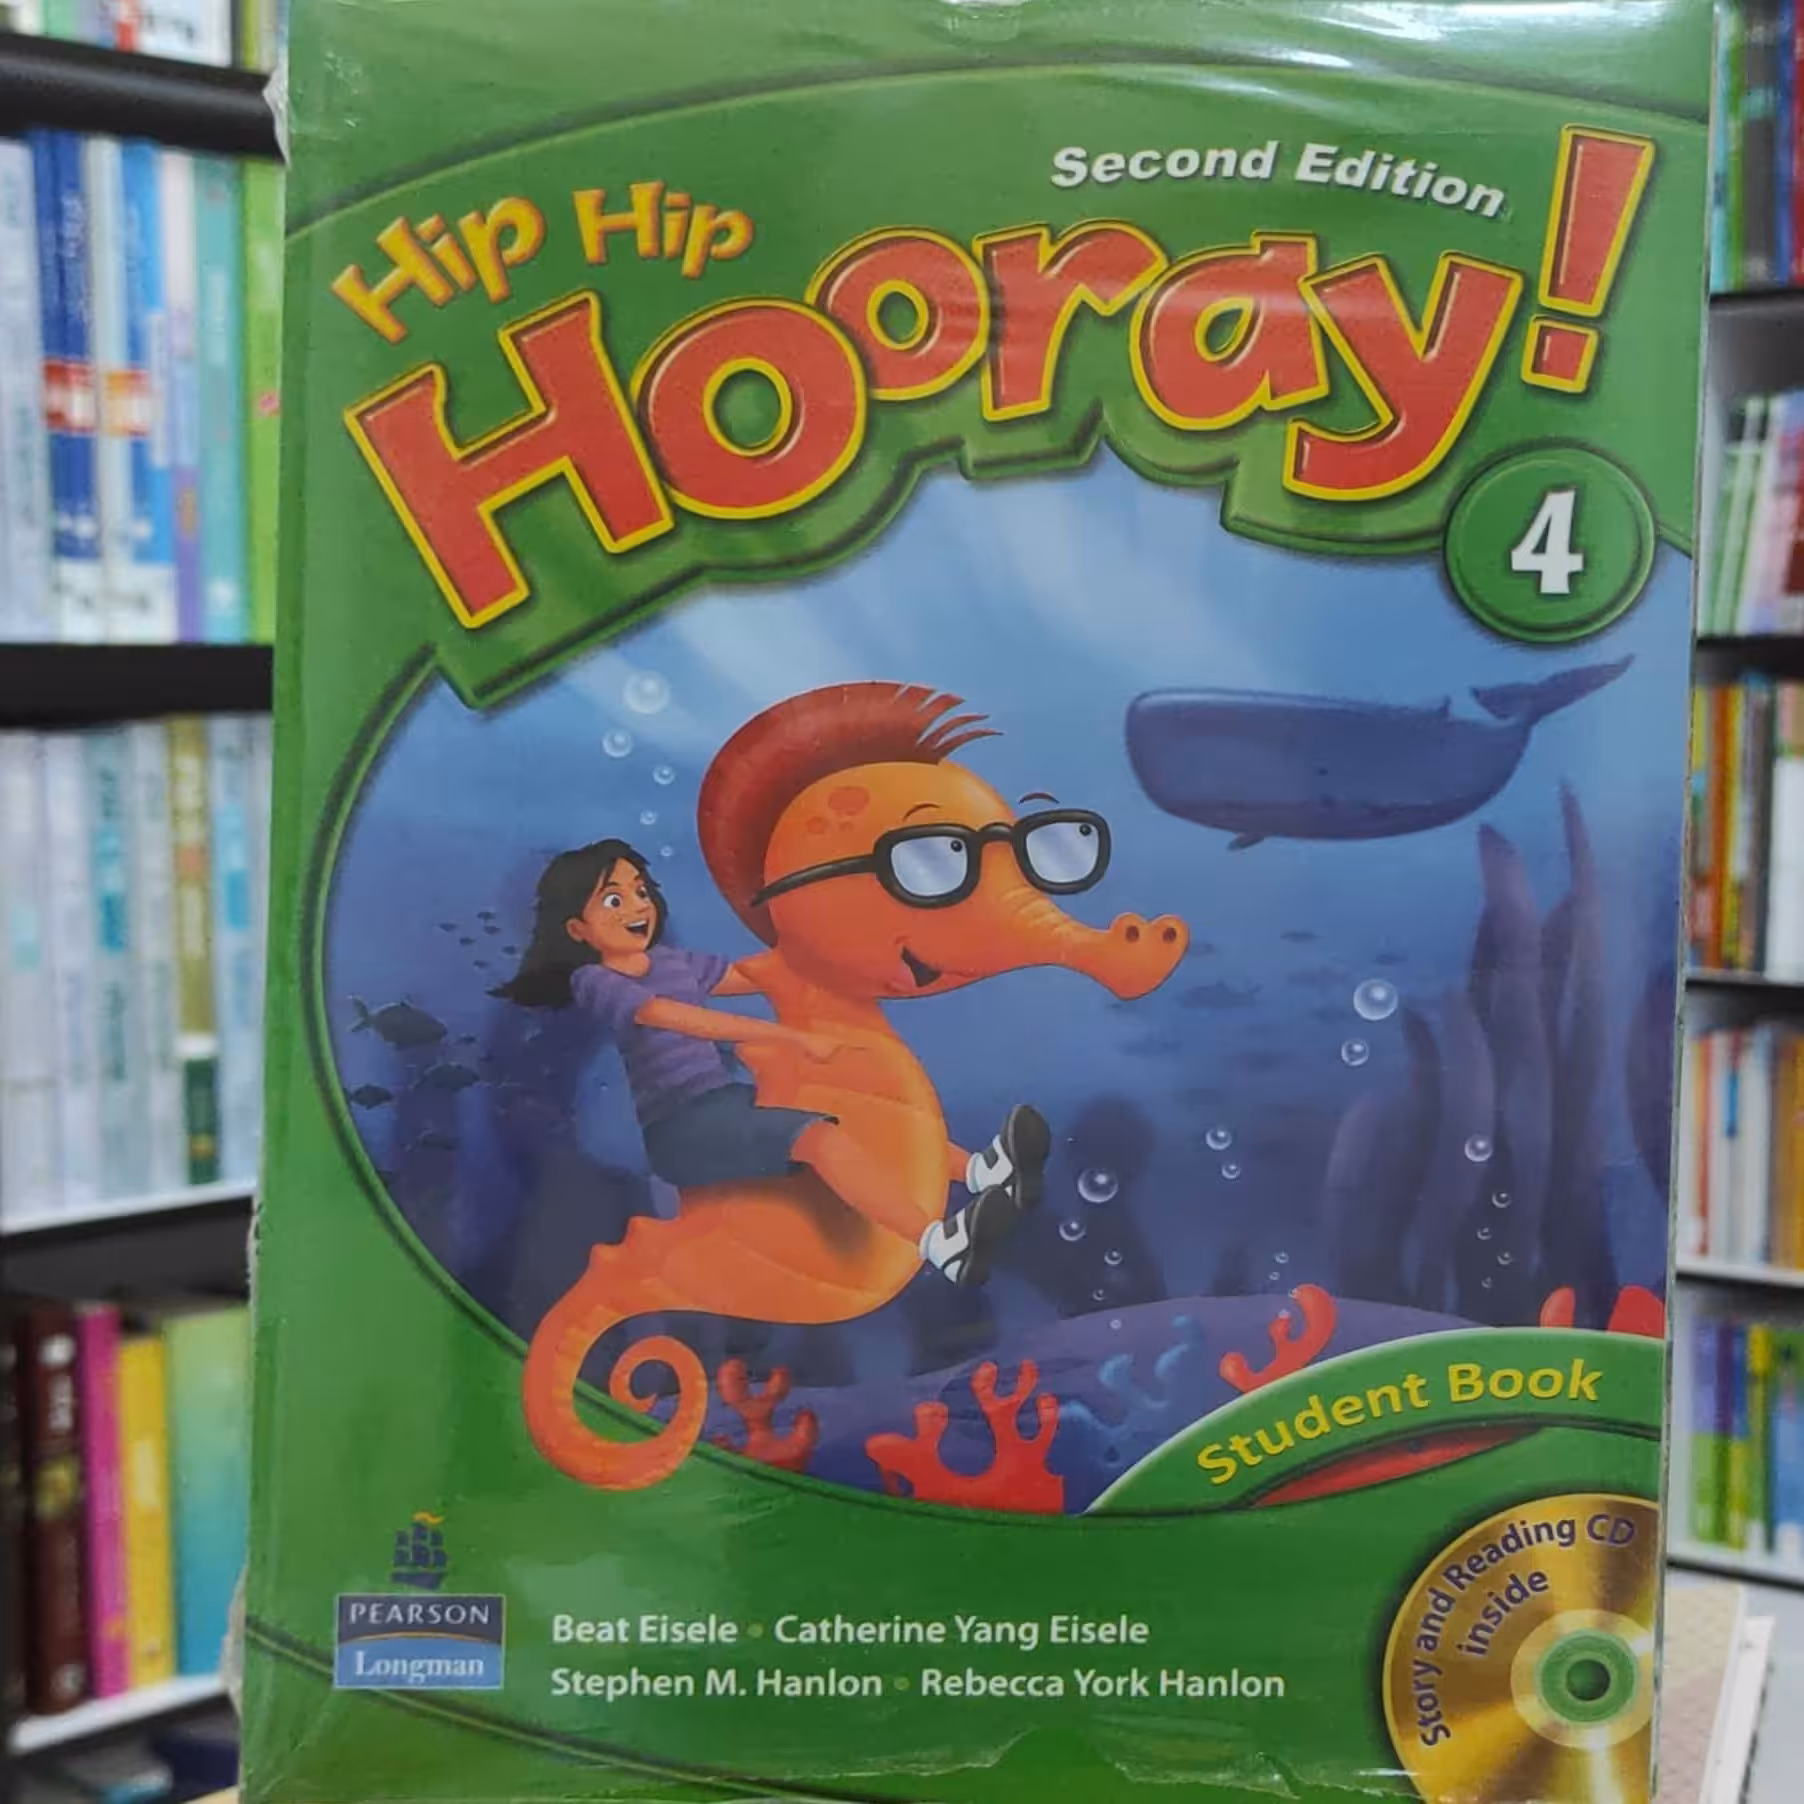 Second Edition
Hip Hip
Hooray!
4
Student Book
Story and Reading CD
inside
PEARSON
Longman
Beat Eisele • Catherine Yang Eisele
Stephen M. Hanlon • Rebecca York Hanlon